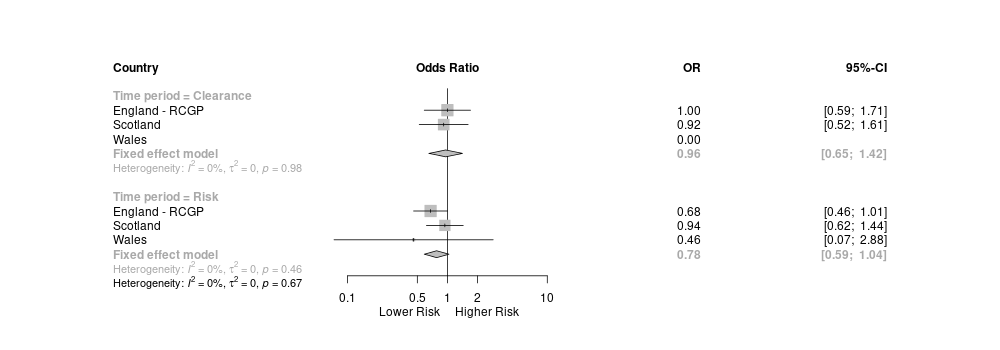 Country Odds Ratio OR 95%-CI
Time period = Clearance
England - RCGP 1.00 [0.59; 1.71]
Scotland 0.92 [0.52; 1.61]
Wales 0.00
Fixed effect model 0.96 [0.65; 1.42]
Heterogeneity: I² = 0%, τ² = 0, p = 0.98
Time period = Risk
England - RCGP 0.68 [0.46; 1.01]
Scotland 0.94 [0.62; 1.44]
Wales 0.46 [0.07; 2.88]
Fixed effect model 0.78 [0.59; 1.04]
Heterogeneity: I² = 0%, τ² = 0, p = 0.46
Heterogeneity: I² = 0%, τ² = 0, p = 0.67
0.1 0.5 1 2 10
Lower Risk Higher Risk